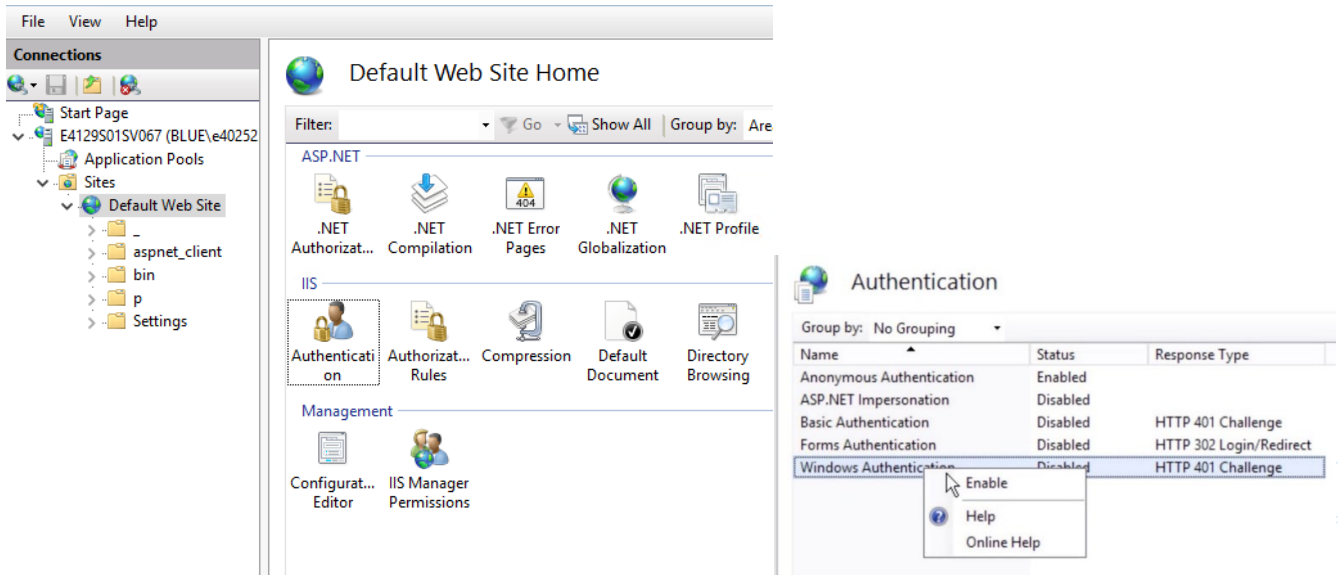 File View Help
Connections
Start Page
E4129S01SV067 (BLUE\e40252
Application Pools
Sites
Default Web Site
_
aspnet_client
bin
p
Settings
Default Web Site Home
Filter: Go Show All Group by: Are
ASP.NET
.NET Authorizat... .NET Compilation .NET Error Pages .NET Globalization .NET Profile
404
IIS
Authenticati on Authorizat... Rules Compression Default Document Directory Browsing
Management
Configurat... Editor IIS Manager Permissions
Authentication
Group by: No Grouping
Name Status Response Type
Anonymous Authentication Enabled
ASP.NET Impersonation Disabled
Basic Authentication Disabled HTTP 401 Challenge
Forms Authentication Disabled HTTP 302 Login/Redirect
Windows Authentication Disabled HTTP 401 Challenge
Enable
Help
Online Help